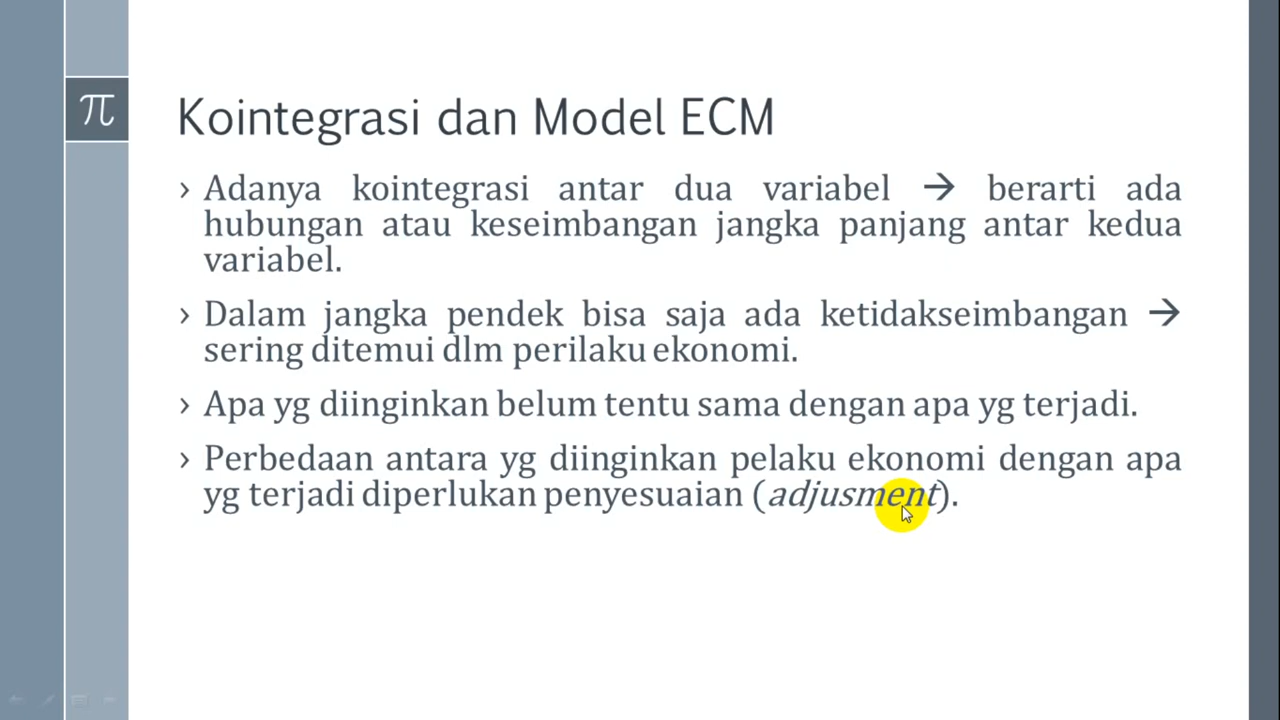 π
Kointegrasi dan Model ECM
› Adanya kointegrasi antar dua variabel → berarti ada
hubungan atau keseimbangan jangka panjang antar kedua
variabel.
› Dalam jangka pendek bisa saja ada ketidakseimbangan →
sering ditemui dlm perilaku ekonomi.
› Apa yg diinginkan belum tentu sama dengan apa yg terjadi.
› Perbedaan antara yg diinginkan pelaku ekonomi dengan apa
yg terjadi diperlukan penyesuaian (adjusment).